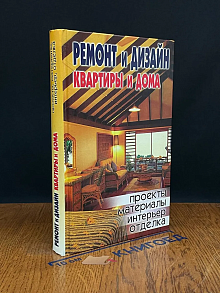 РЕМОНТ И ДИЗАЙН
КВАРТИРЫ И ДОМА
проекты
материалы
интерьер
отделка
РЕМОНТ И ДИЗАЙН КВАРТИРЫ И ДОМА